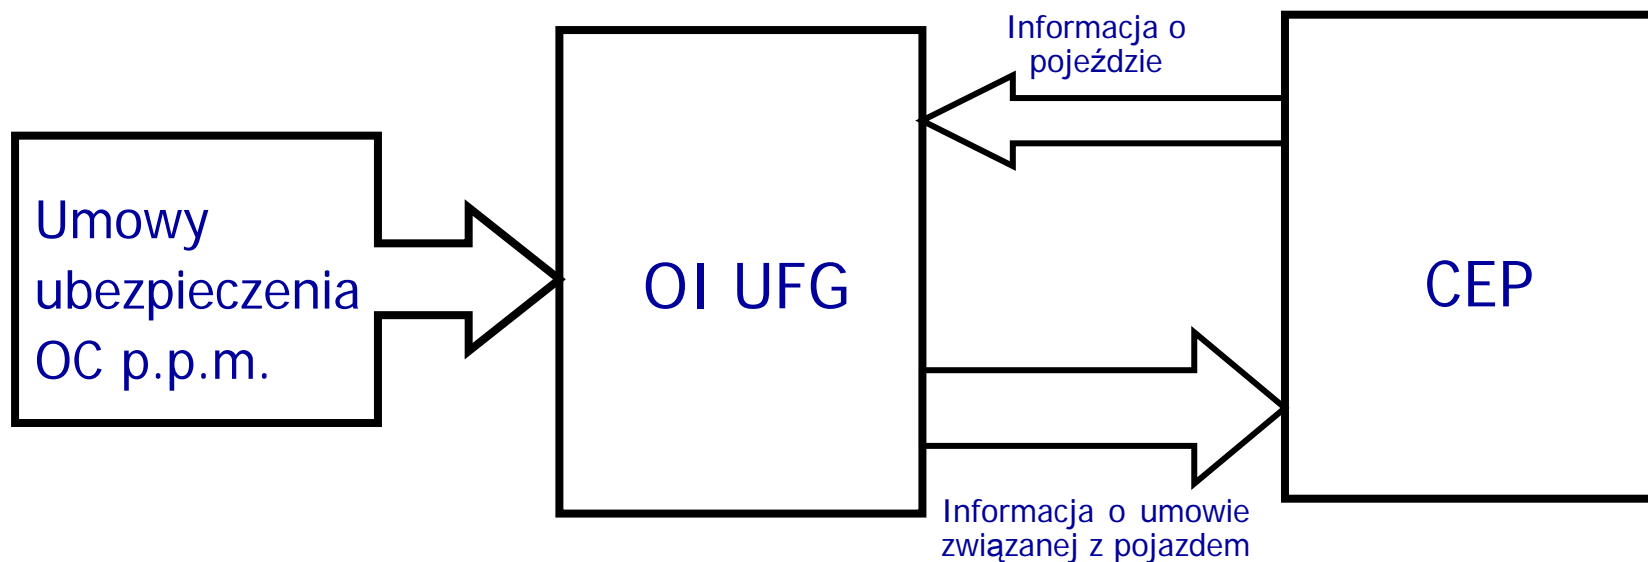 Informacja o
pojeździe
Umowy
ubezpieczenia
OC p.p.m.
OI UFG
CEP
Informacja o umowie
związanej z pojazdem